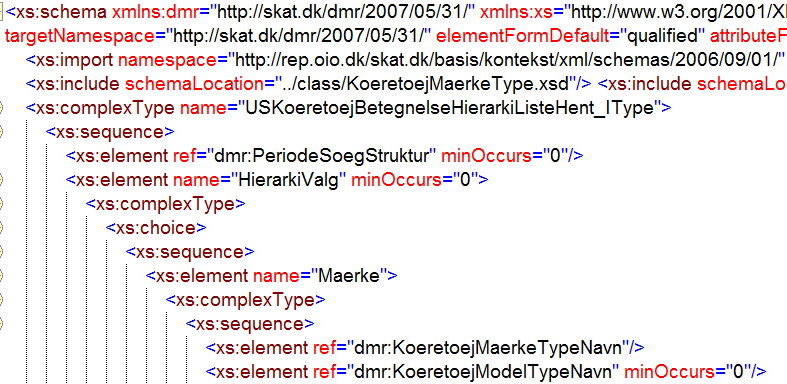 <xs:schema xmlns:dmr="http://skat.dk/dmr/2007/05/31/" xmlns:xs="http://www.w3.org/2001/
targetNamespace="http://skat.dk/dmr/2007/05/31/" elementFormDefault="qualified"
<xs:import namespace="http://rep.oio.dk/skat.dk/basis/kontekst/xml/schemas/2006/09/01/"
<xs:include schemaLocation="../class/KoeretoejMaerkeType.xsd"/> <xs:include
<xs:complexType name="USKoeretoejBetegnelseHierarkiListeHent_IType">
<xs:sequence>
<xs:element ref="dmr:PeriodeSoegStruktur" minOccurs="0"/>
<xs:element name="HierarkiValg" minOccurs="0">
<xs:complexType>
<xs:choice>
<xs:sequence>
<xs:element name="Maerke">
<xs:complexType>
<xs:sequence>
<xs:element ref="dmr:KoeretoejMaerkeTypeNavn"/>
<xs:element ref="dmr:KoeretoejModelTypeNavn" minOccurs="0"/>